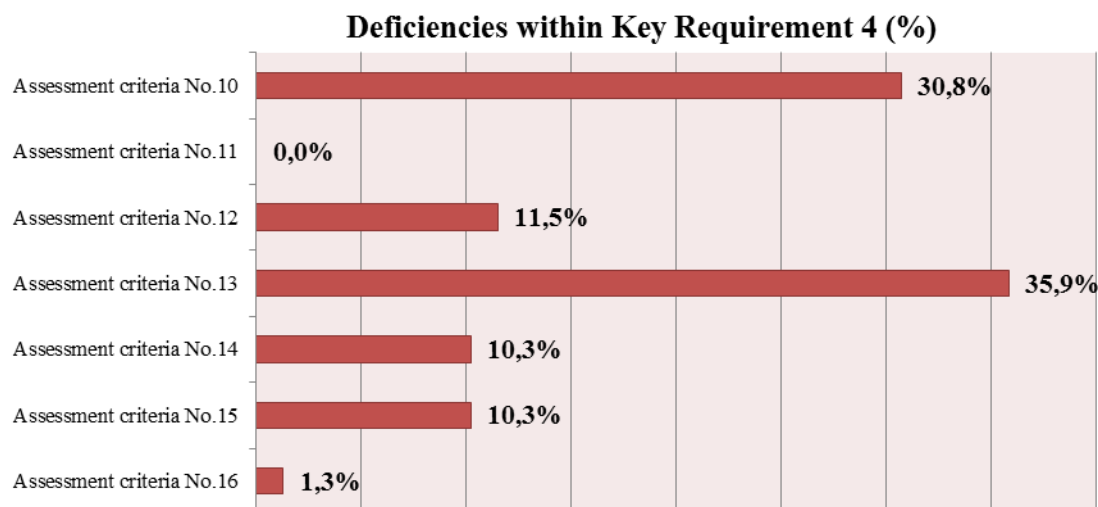 Deficiencies within Key Requirement 4 (%)
Assessment criteria No.10 30,8%
Assessment criteria No.11 0,0%
Assessment criteria No.12 11,5%
Assessment criteria No.13 35,9%
Assessment criteria No.14 10,3%
Assessment criteria No.15 10,3%
Assessment criteria No.16 1,3%